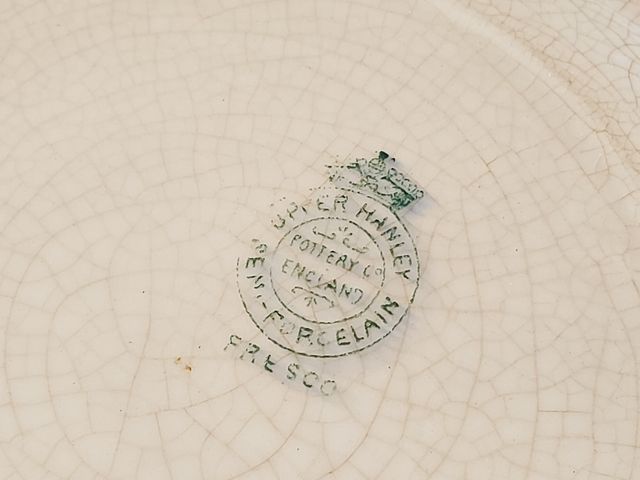 UPPER HANLEY
POTTERY CO
ENGLAND
SEMI-PORCELAIN
FRESCO